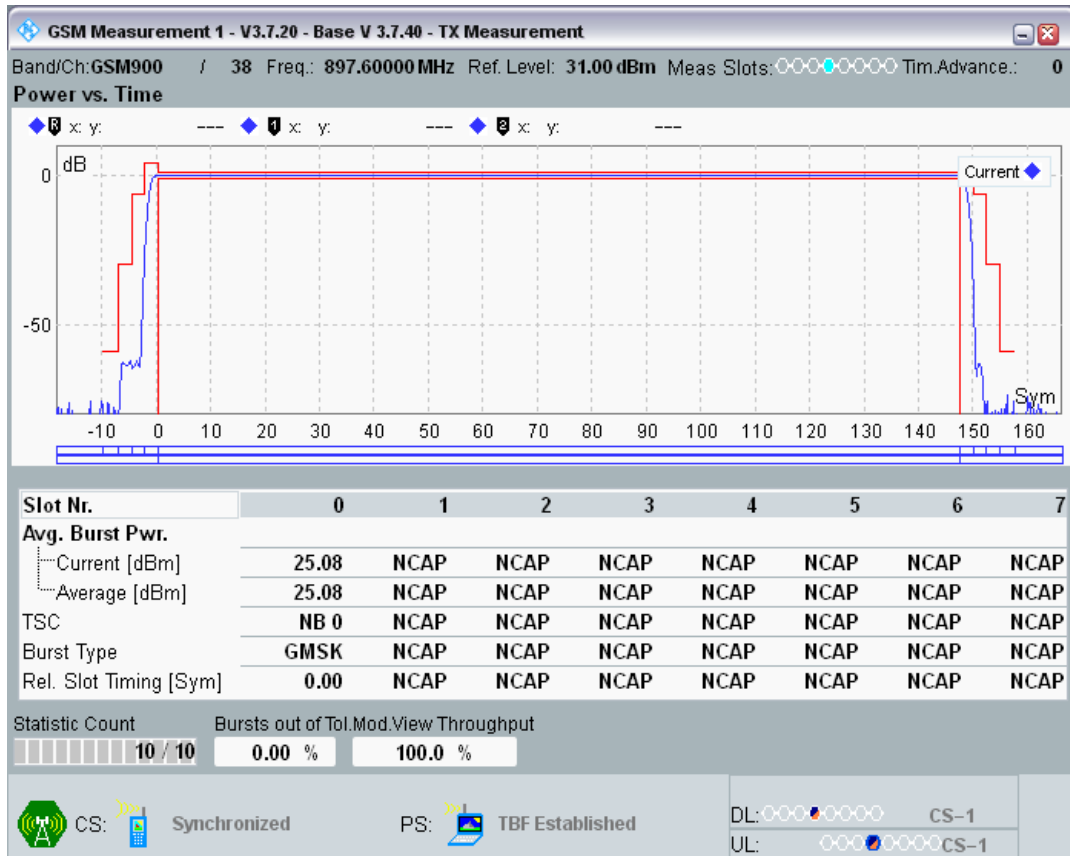 GSM Measurement 1 - V3.7.20 - Base V 3.7.40 - TX Measurement
Band/Ch:GSM900 / 38 Freq.: 897.60000 MHz Ref. Level: 31.00 dBm Meas Slots: Tim.Advance.: 0
Power vs. Time
R x: y: --- 1 x: y: --- 2 x: y: ---
dB
Current
0
-50
Sym
-10 0 10 20 30 40 50 60 70 80 90 100 110 120 130 140 150 160
Slot Nr. 0 1 2 3 4 5 6 7
Avg. Burst Pwr.
Current [dBm] 25.08 NCAP NCAP NCAP NCAP NCAP NCAP NCAP
Average [dBm] 25.08 NCAP NCAP NCAP NCAP NCAP NCAP NCAP
TSC NB 0 NCAP NCAP NCAP NCAP NCAP NCAP NCAP
Burst Type GMSK NCAP NCAP NCAP NCAP NCAP NCAP NCAP
Rel. Slot Timing [Sym] 0.00 NCAP NCAP NCAP NCAP NCAP NCAP NCAP
Statistic Count Bursts out of Tol. Mod.View Throughput
10 / 10 0.00 % 100.0 %
CS: Synchronized PS: TBF Established
DL: CS-1
UL: CS-1